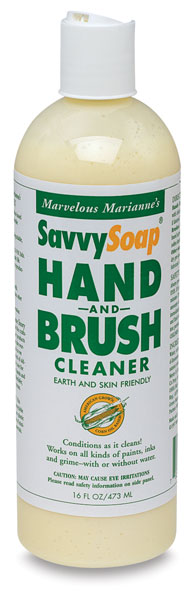 Marvelous Marianne's
SavvySoap®
HAND
AND
BRUSH
CLEANER
EARTH AND SKIN FRIENDLY
Conditions as it cleans!
Works on all kinds of paints, inks
and grime–with or without water.
CAUTION: MAY CAUSE EYE IRRITATIONS
Please read safety information on side panel.
16 FL OZ/473 ML